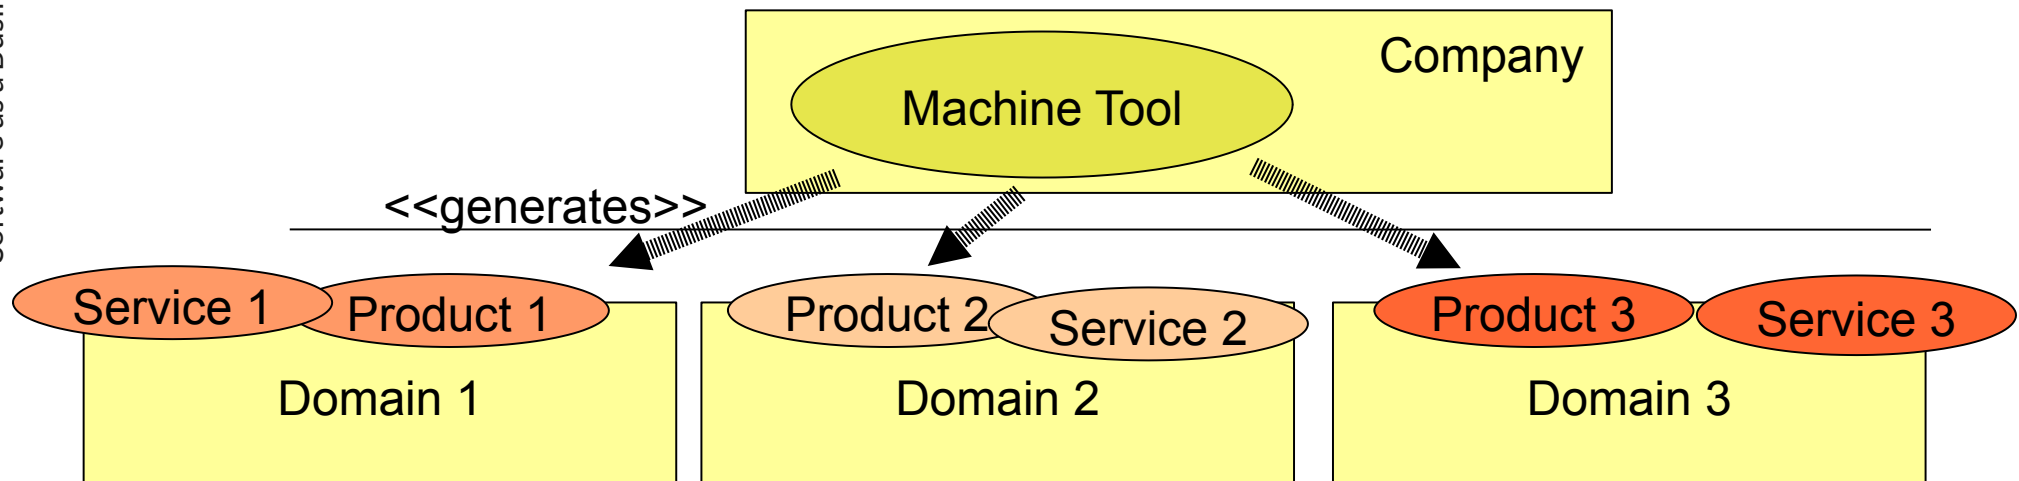 Company
Machine Tool
<<generates>>
Service 1
Product 1
Product 2
Service 2
Product 3
Service 3
Domain 1
Domain 2
Domain 3